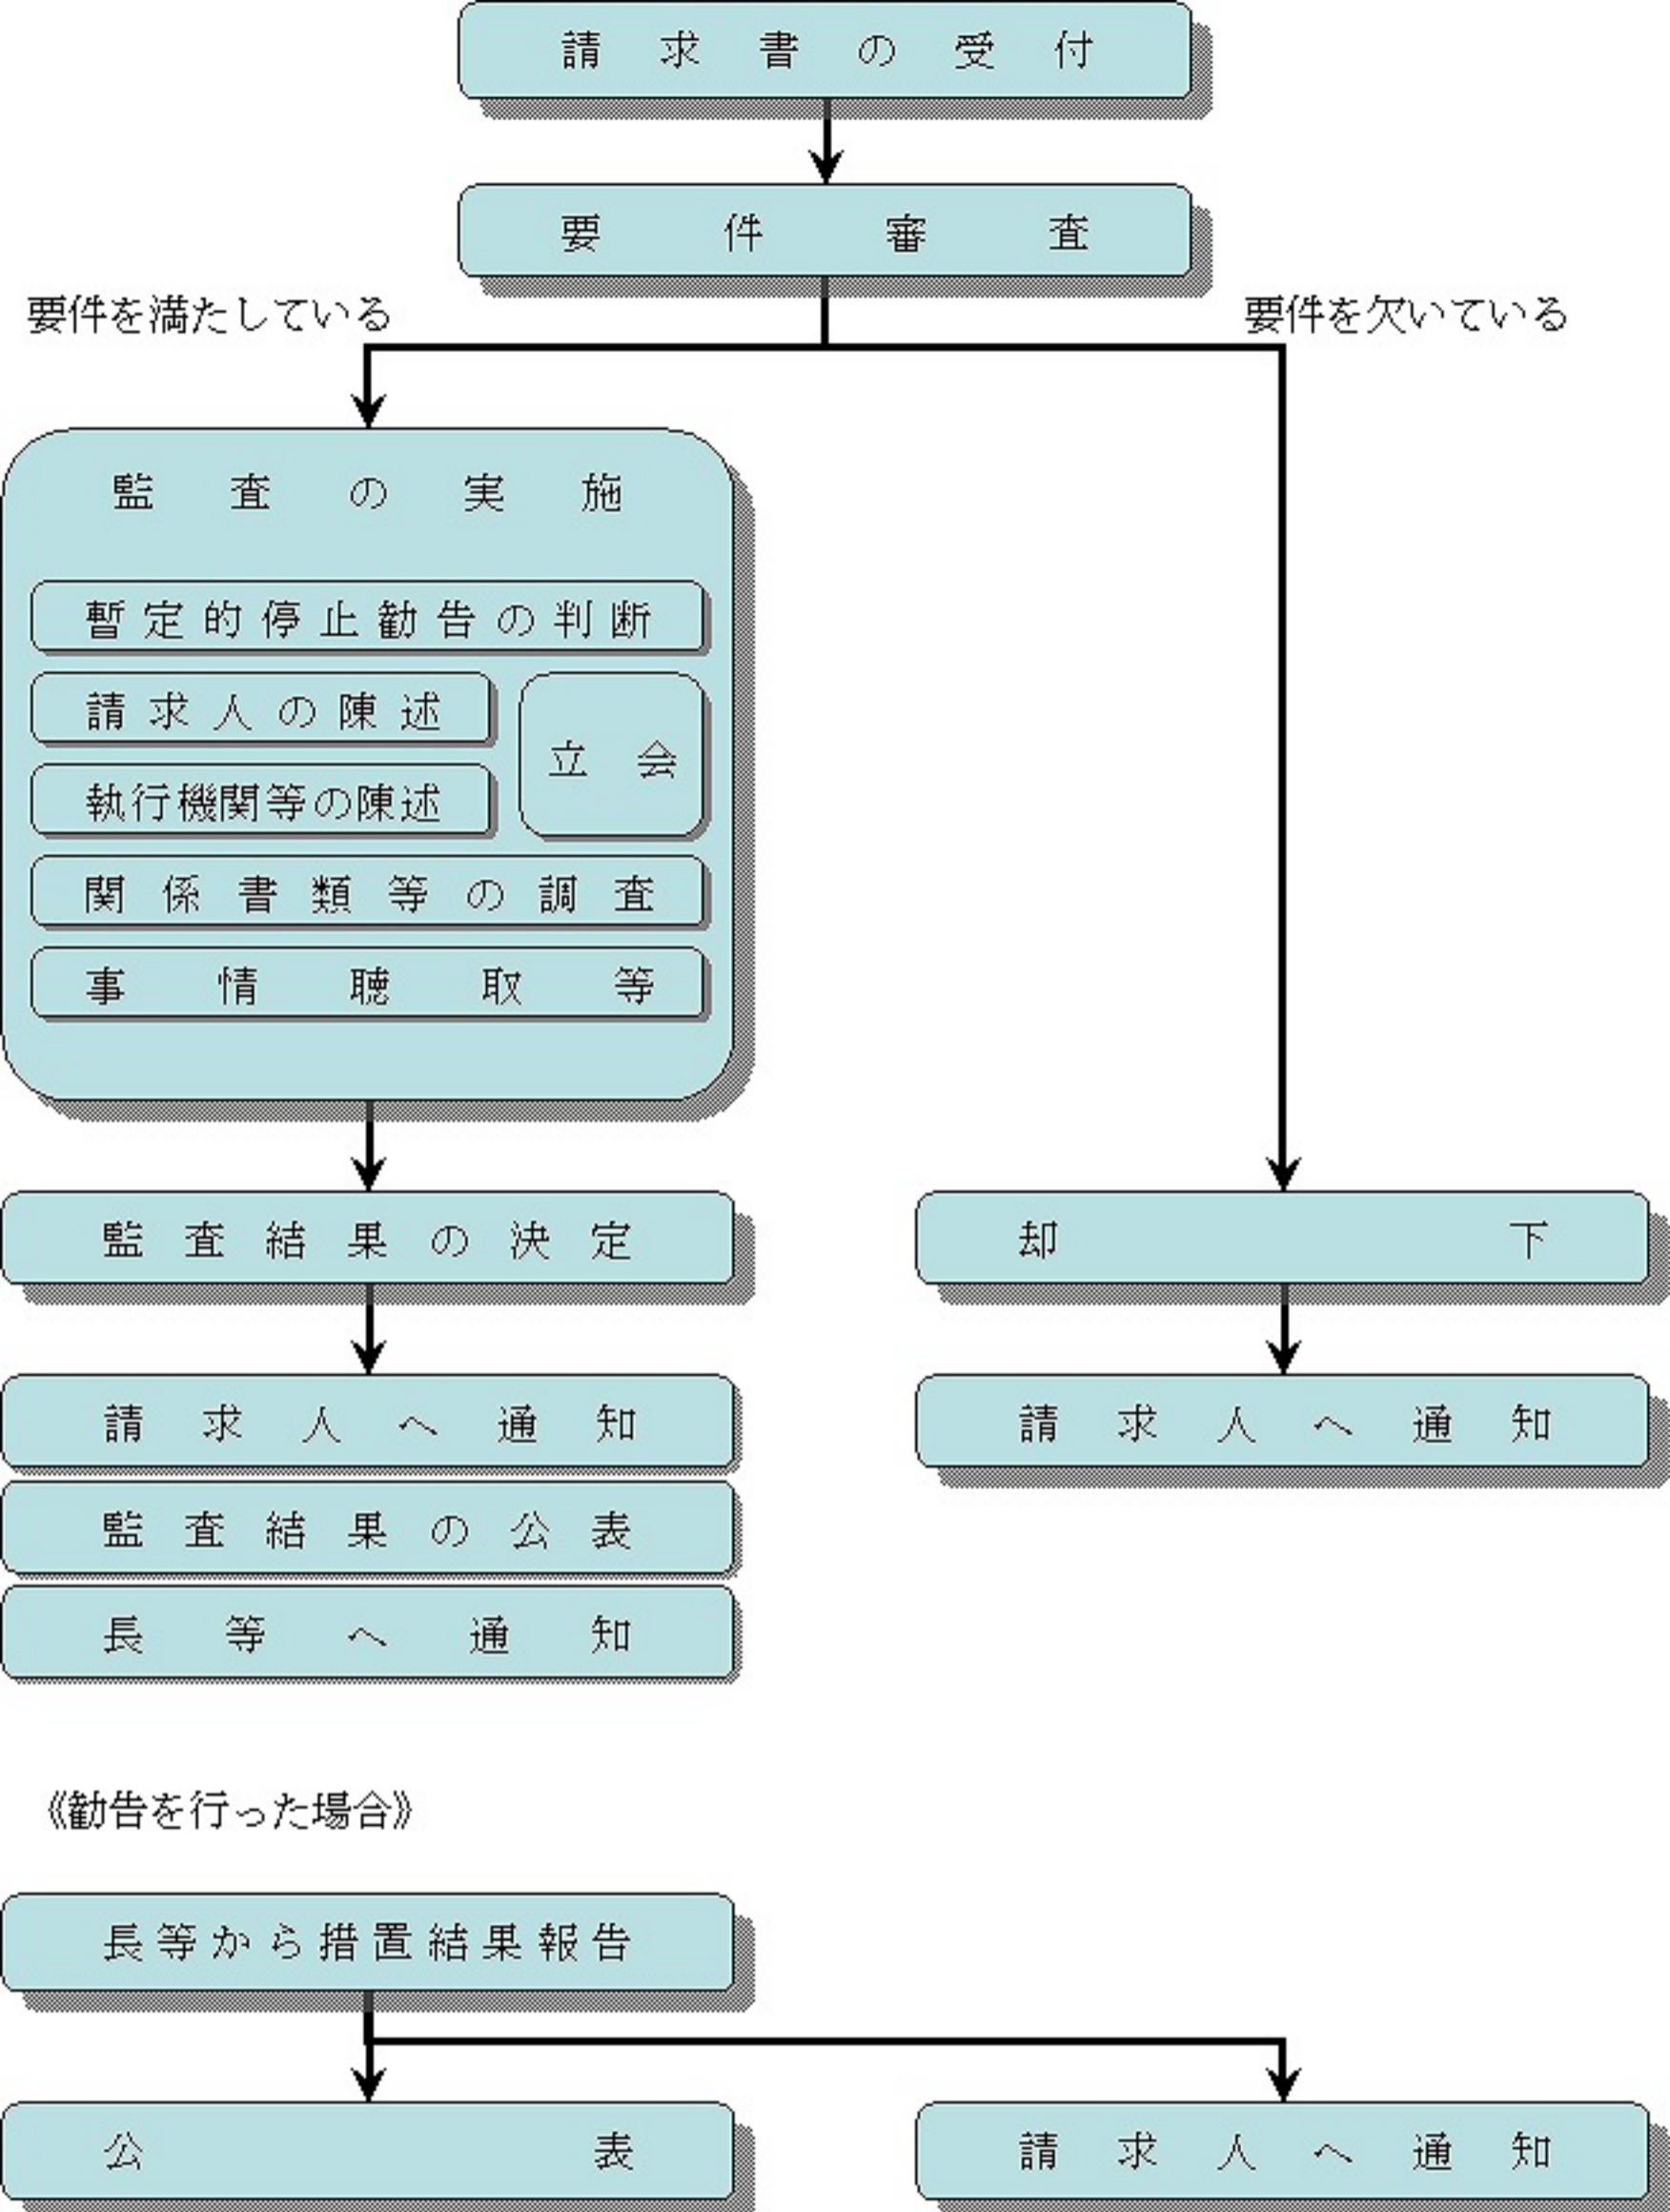 請求書の受付
要件審査
要件を満たしている
要件を欠いている
監査の実施
暫定的停止勧告の判断
請求人の陳述
立会
執行機関等の陳述
関係書類等の調査
事情聴取等
監査結果の決定
却下
請求人へ通知
請求人へ通知
監査結果の公表
長等へ通知
《勧告を行った場合》
長等から措置結果報告
公表
請求人へ通知